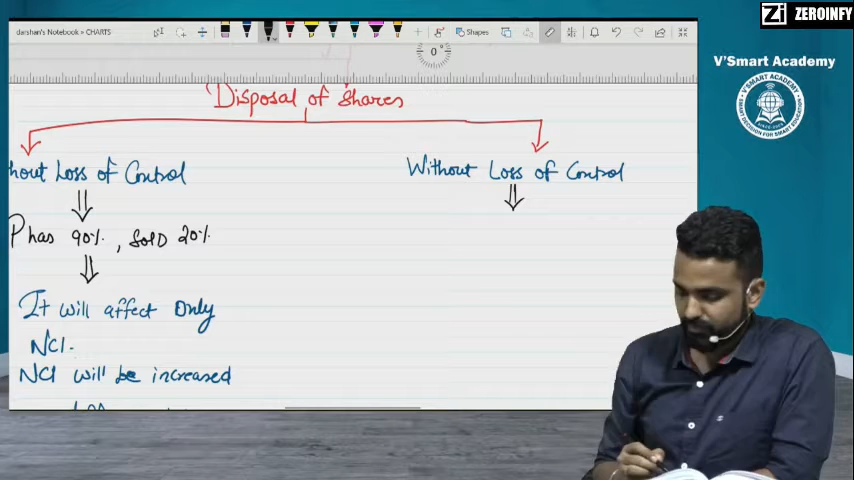 Zi ZEROINFY
darshan's Notebook > CHARTS
Shapes
0°
V'Smart Academy
Disposal of Shares
hout Loss of Control
Without Loss of Control
P has 90%, Sold 20%
It will affect Only
NCI.
NCI will be increased